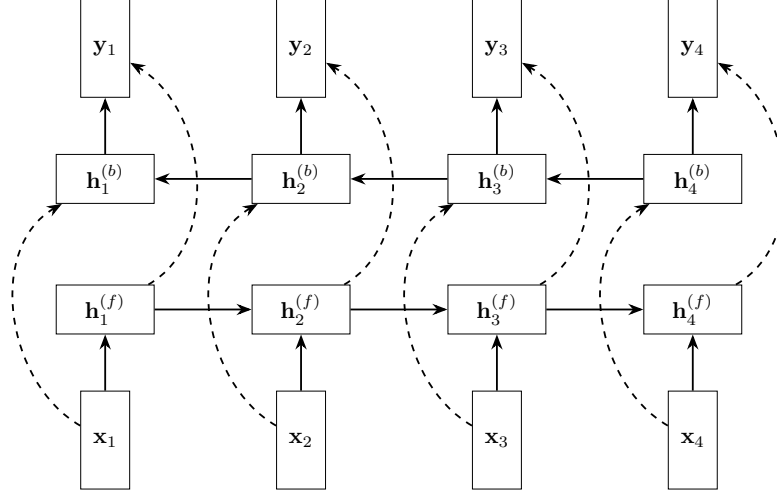 y₁ y₂ y₃ y₄
h₁⁽ᵇ⁾ h₂⁽ᵇ⁾ h₃⁽ᵇ⁾ h₄⁽ᵇ⁾
h₁⁽ᶠ⁾ h₂⁽ᶠ⁾ h₃⁽ᶠ⁾ h₄⁽ᶠ⁾
x₁ x₂ x₃ x₄